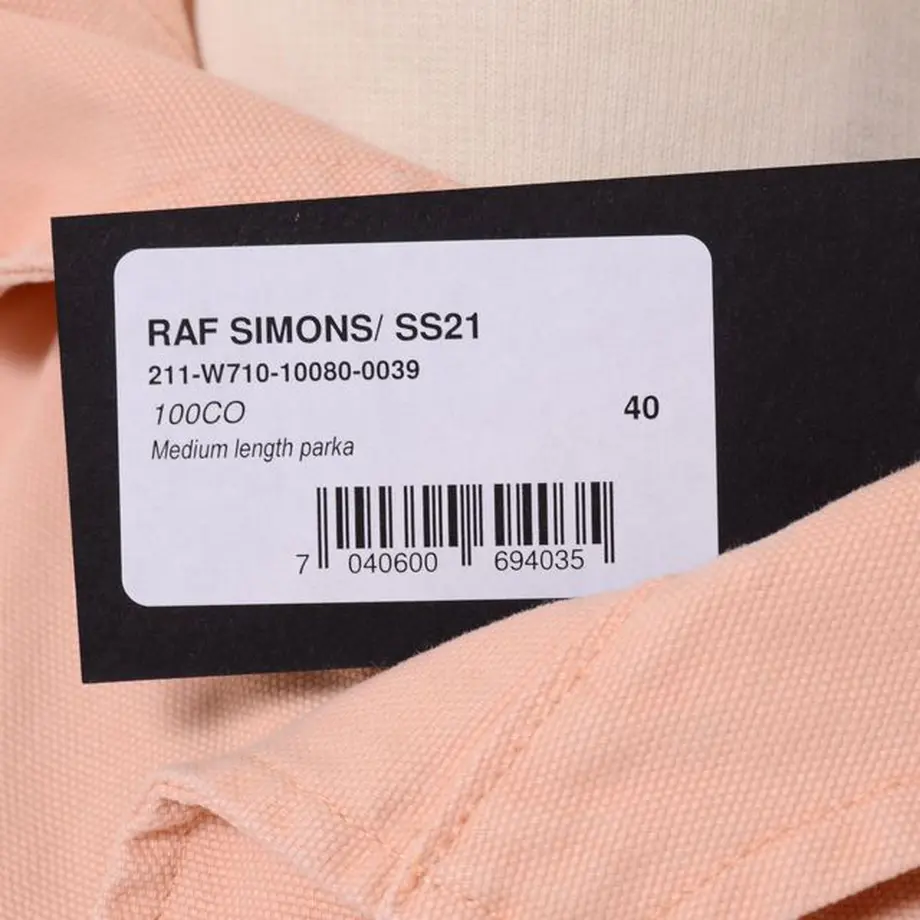 RAF SIMONS/ SS21
211-W710-10080-0039
100CO 40
Medium length parka
7 040600 694035